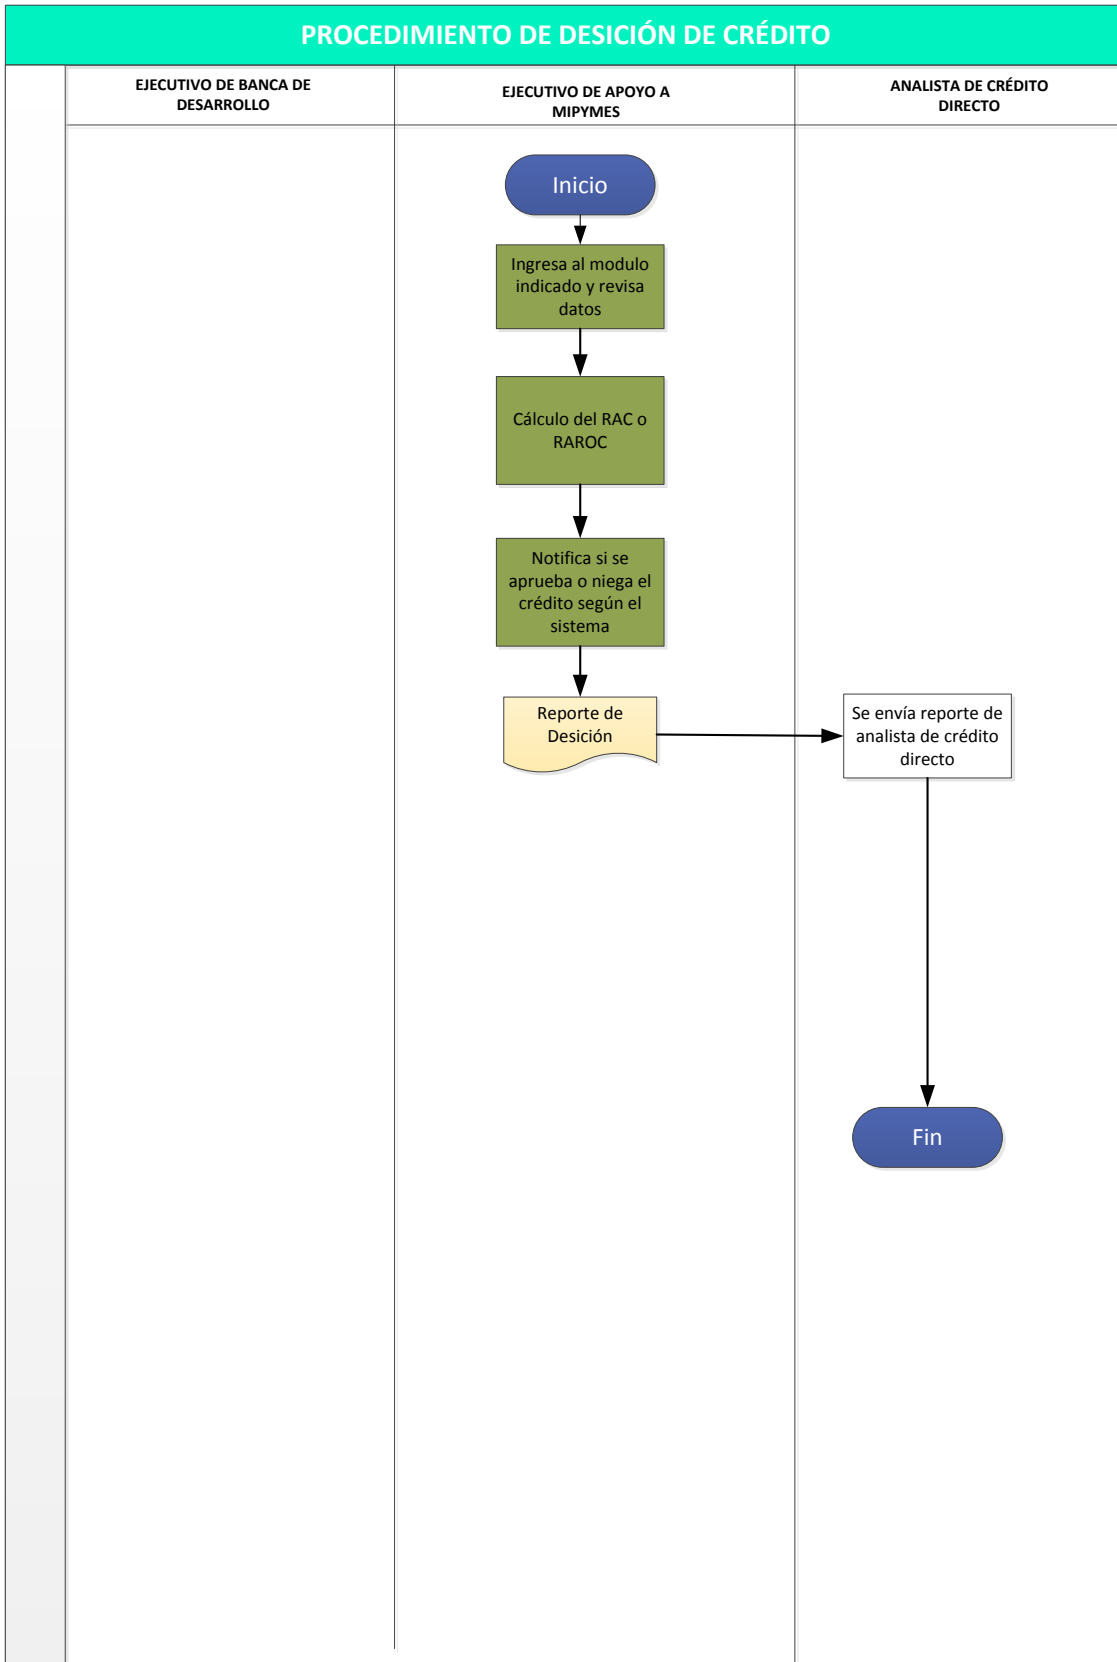 PROCEDIMIENTO DE DESICIÓN DE CRÉDITO
EJECUTIVO DE BANCA DE
DESARROLLO
EJECUTIVO DE APOYO A
MIPYMES
ANALISTA DE CRÉDITO
DIRECTO
Inicio
Ingresa al modulo
indicado y revisa
datos
Cálculo del RAC o
RAROC
Notifica si se
aprueba o niega el
crédito según el
sistema
Reporte de
Desición
Se envía reporte de
analista de crédito
directo
Fin